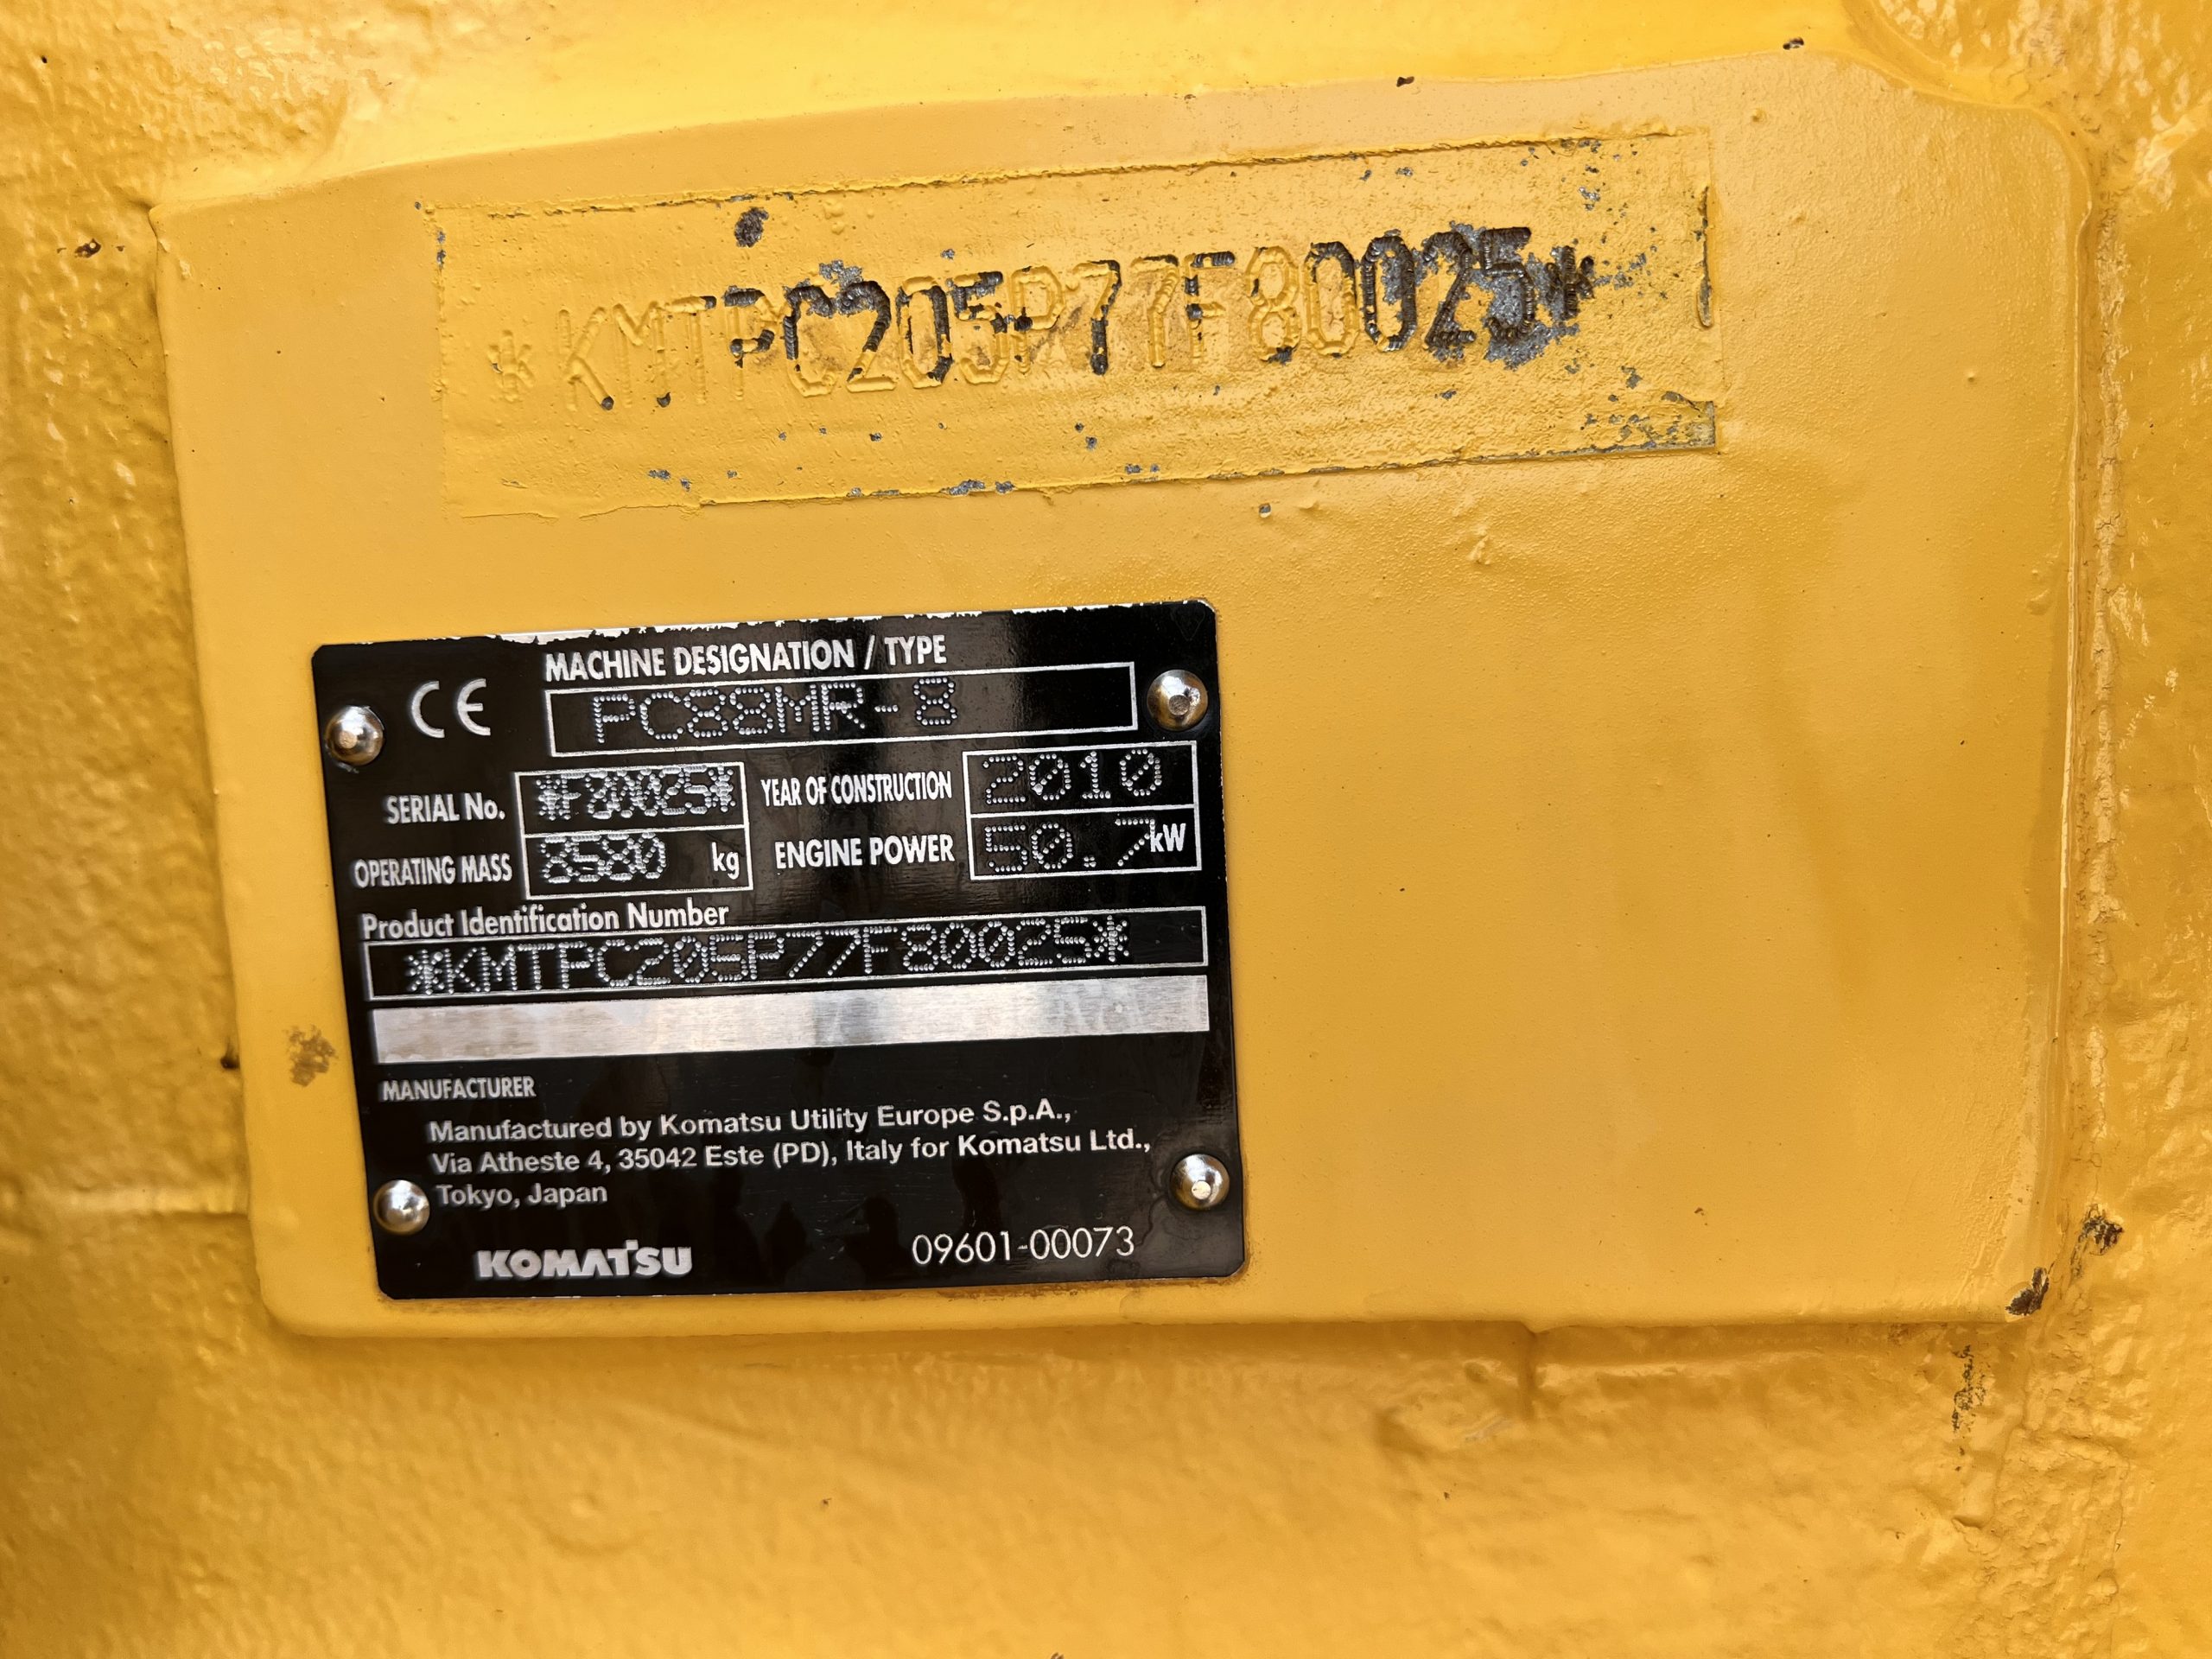 *KMTPC205P77F80025*
CE MACHINE DESIGNATION / TYPE
PC88MR-8
SERIAL No. *F80025* YEAR OF CONSTRUCTION 2010
OPERATING MASS 8580 kg ENGINE POWER 50.7 kW
Product Identification Number
*KMTPC205P77F80025*
MANUFACTURER
Manufactured by Komatsu Utility Europe S.p.A.,
Via Atheste 4, 35042 Este (PD), Italy for Komatsu Ltd.,
Tokyo, Japan
KOMATSU 09601-00073